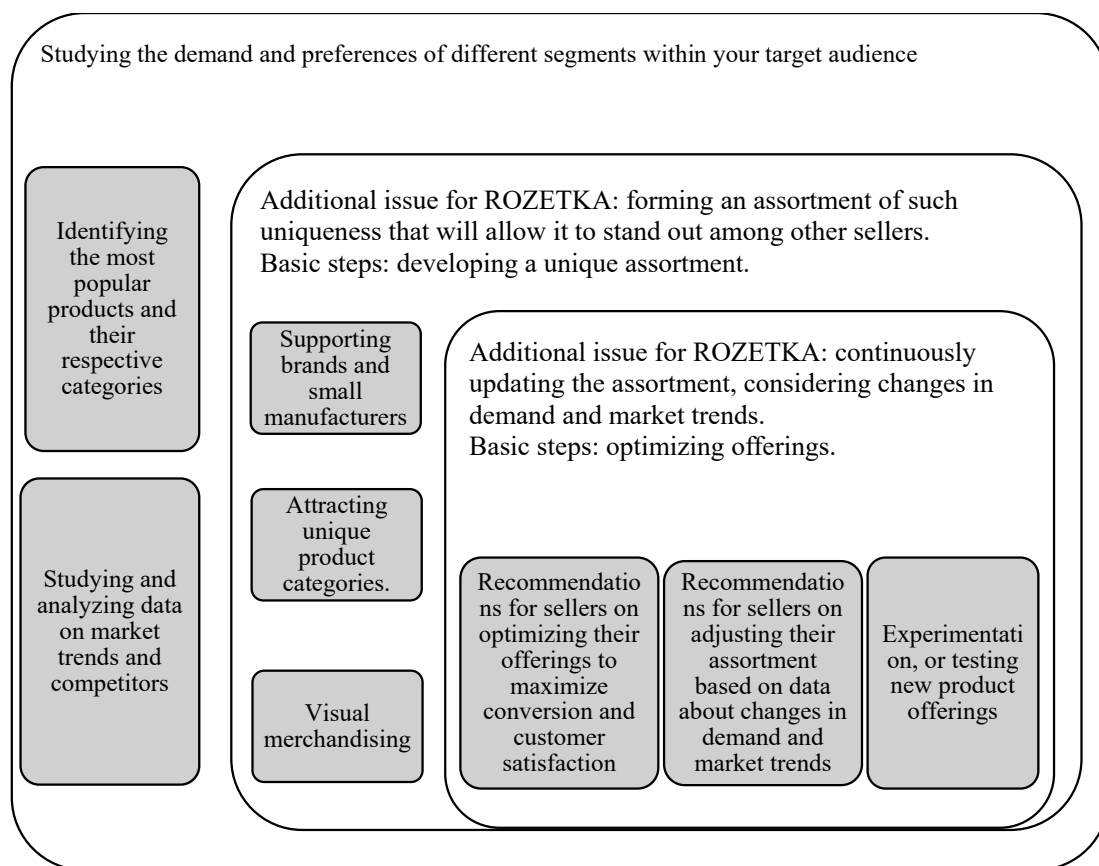 Studying the demand and preferences of different segments within your target audience
Identifying
the most
popular
products and
their
respective
categories
Studying and
analyzing data
on market
trends and
competitors
Additional issue for ROZETKA: forming an assortment of such
uniqueness that will allow it to stand out among other sellers.
Basic steps: developing a unique assortment.
Supporting
brands and
small
manufacturers
Attracting
unique
product
categories.
Visual
merchandising
Additional issue for ROZETKA: continuously
updating the assortment, considering changes in
demand and market trends.
Basic steps: optimizing offerings.
Recommendatio
ns for sellers on
optimizing their
offerings to
maximize
conversion and
customer
satisfaction
Recommendatio
ns for sellers on
adjusting their
assortment
based on data
about changes in
demand and
market trends
Experimentati
on, or testing
new product
offerings